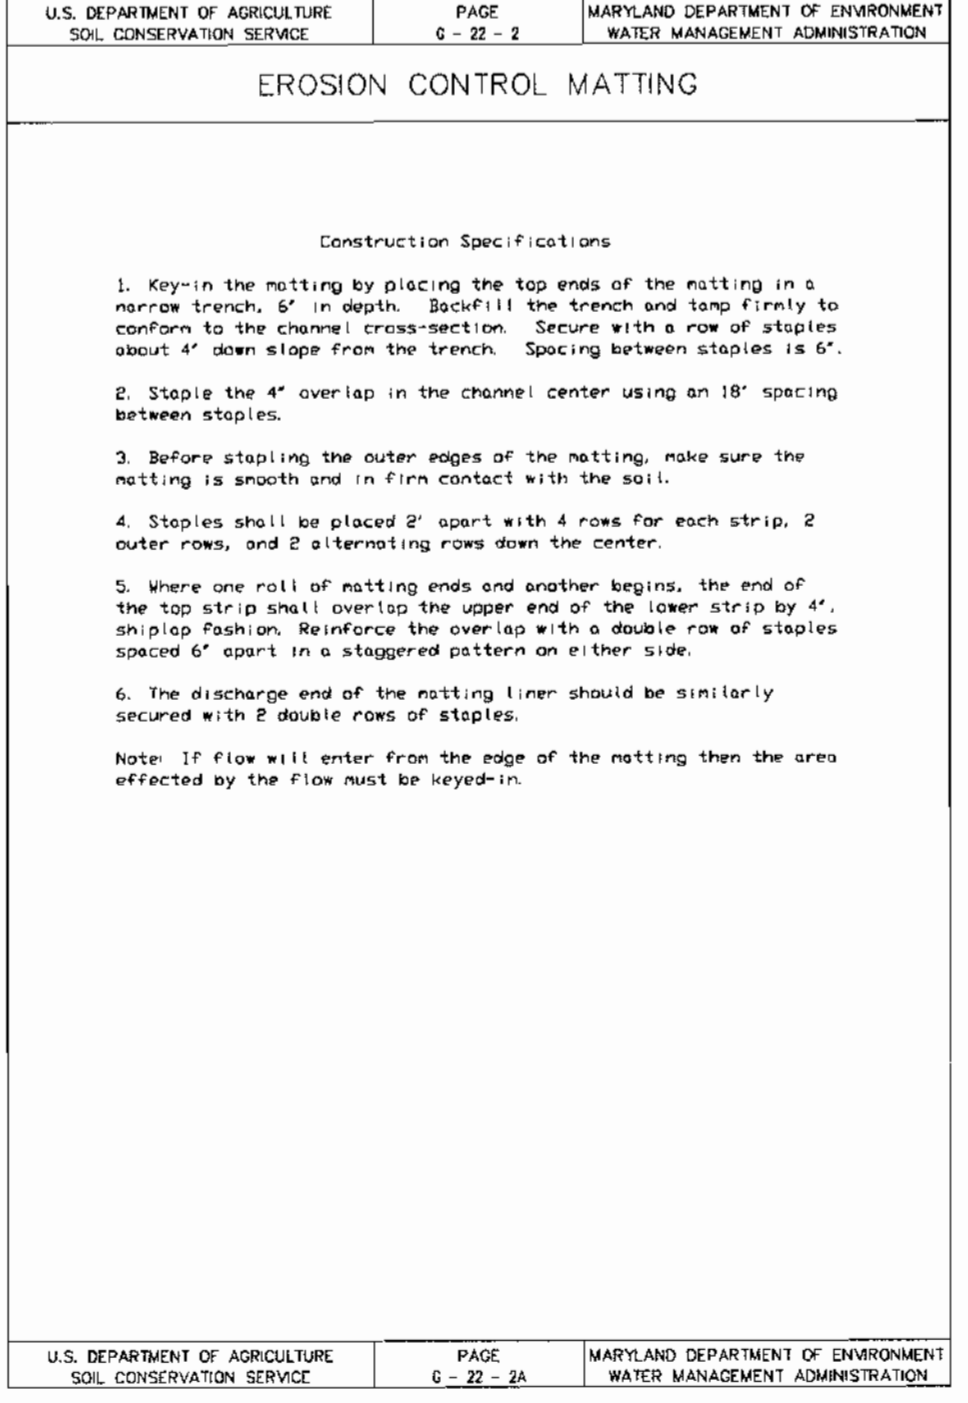 U.S. DEPARTMENT OF AGRICULTURE
SOIL CONSERVATION SERVICE
PAGE
G - 22 - 2
MARYLAND DEPARTMENT OF ENVIRONMENT
WATER MANAGEMENT ADMINISTRATION
EROSION CONTROL MATTING
Construction Specifications
1. Key-in the matting by placing the top ends of the matting in a
narrow trench, 6" in depth. Backfill the trench and tamp firmly to
conform to the channel cross-section. Secure with a row of staples
about 4" down slope from the trench. Spacing between staples is 6".
2. Staple the 4" overlap in the channel center using an 18" spacing
between staples.
3. Before stapling the outer edges of the matting, make sure the
matting is smooth and in firm contact with the soil.
4. Staples shall be placed 2' apart with 4 rows for each strip, 2
outer rows, and 2 alternating rows down the center.
5. Where one roll of matting ends and another begins, the end of
the top strip shall overlap the upper end of the lower strip by 4",
shiplap fashion. Reinforce the overlap with a double row of staples
spaced 6" apart in a staggered pattern on either side.
6. The discharge end of the matting liner should be similarly
secured with 2 double rows of staples.
Note: If flow will enter from the edge of the matting then the area
effected by the flow must be keyed-in.
U.S. DEPARTMENT OF AGRICULTURE
SOIL CONSERVATION SERVICE
PAGE
G - 22 - 2A
MARYLAND DEPARTMENT OF ENVIRONMENT
WATER MANAGEMENT ADMINISTRATION